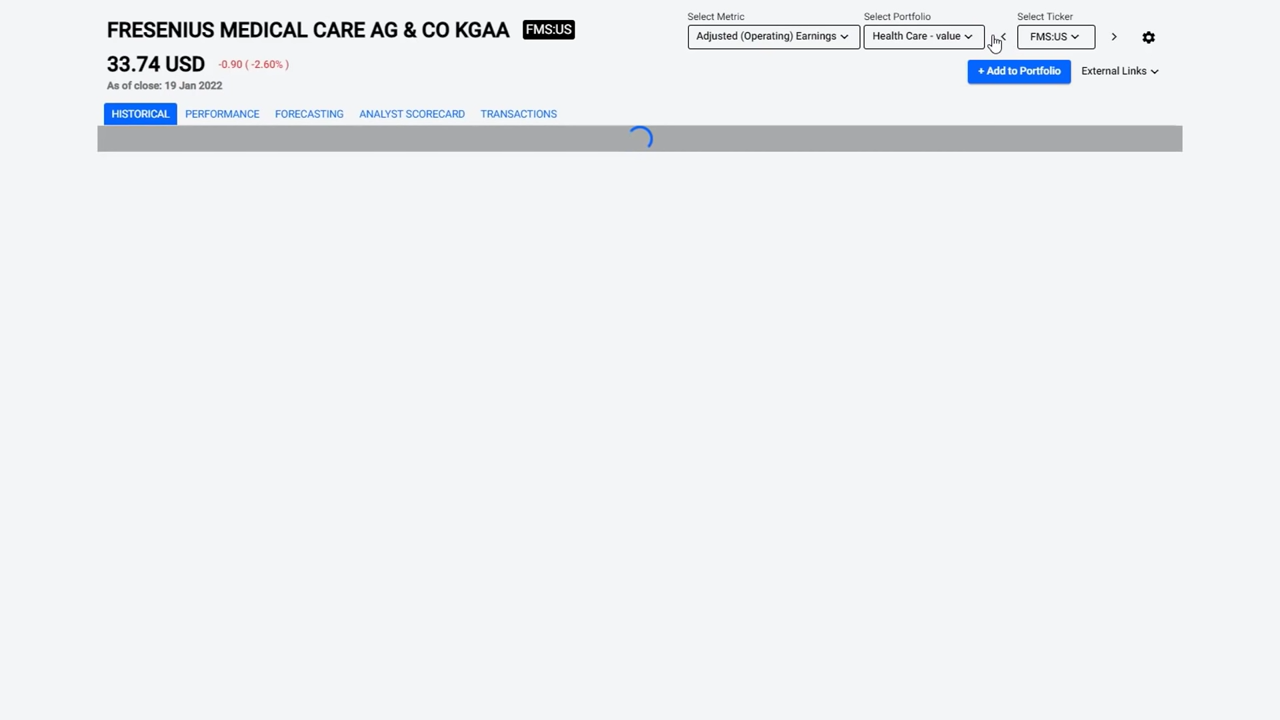 FRESENIUS MEDICAL CARE AG & CO KGAA FMS:US
33.74 USD -0.90 ( -2.60% )
As of close: 19 Jan 2022
Select Metric Select Portfolio Select Ticker
Adjusted (Operating) Earnings Health Care - value FMS:US
+ Add to Portfolio External Links
HISTORICAL PERFORMANCE FORECASTING ANALYST SCORECARD TRANSACTIONS